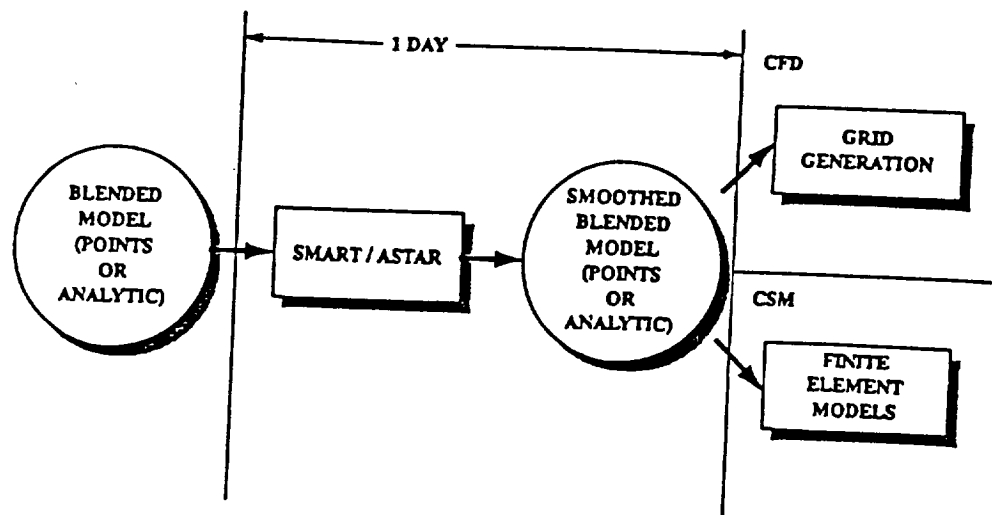 1 DAY
CFD
GRID
GENERATION
BLENDED
MODEL
(POINTS
OR
ANALYTIC)
SMART / ASTAR
SMOOTHED
BLENDED
MODEL
(POINTS
OR
ANALYTIC)
CSM
FINITE
ELEMENT
MODELS